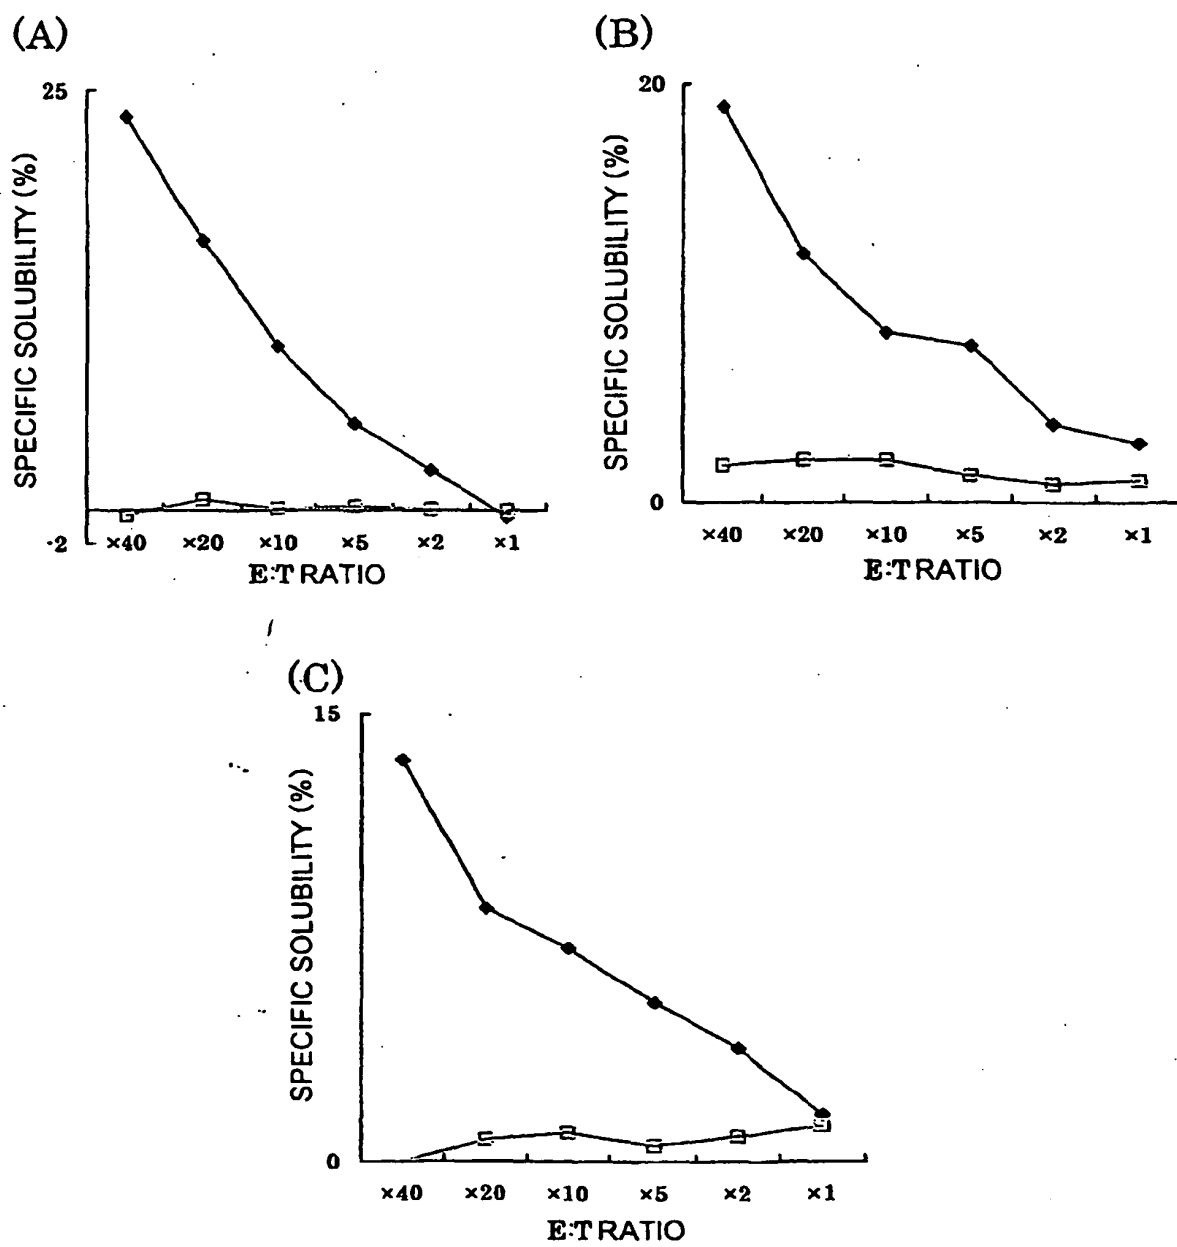 (A)
25
SPECIFIC SOLUBILITY (%)
-2
×40 ×20 ×10 ×5 ×2 ×1
E:T RATIO
(B)
20
SPECIFIC SOLUBILITY (%)
0
×40 ×20 ×10 ×5 ×2 ×1
E:T RATIO
(C)
15
SPECIFIC SOLUBILITY (%)
0
×40 ×20 ×10 ×5 ×2 ×1
E:T RATIO